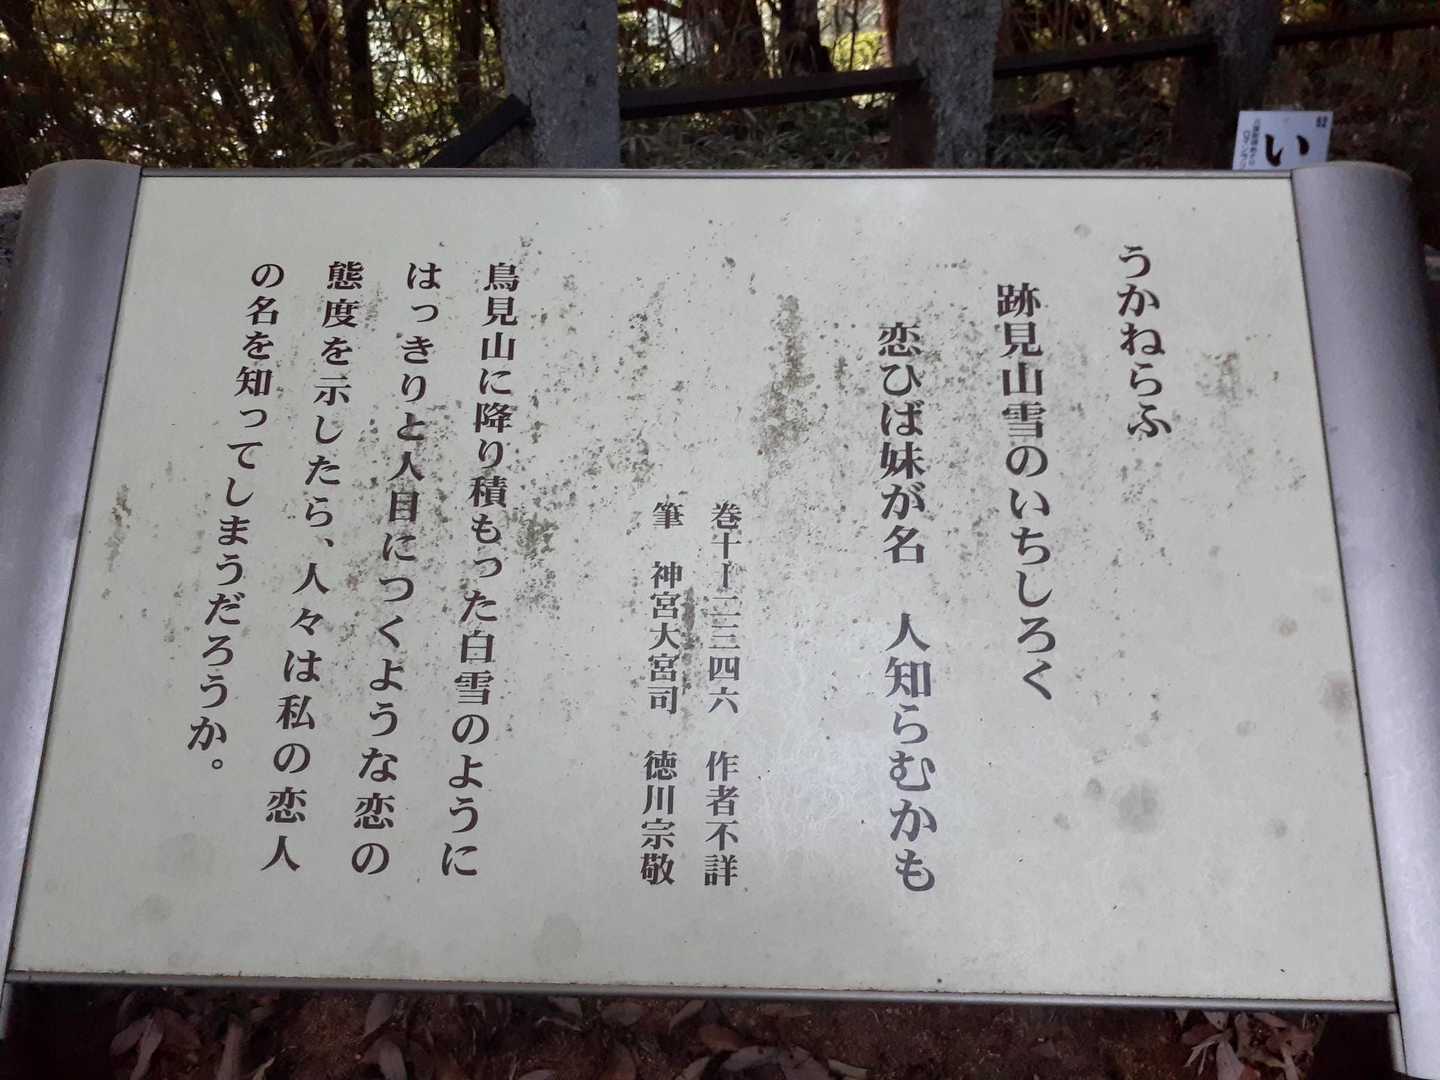 うかねらふ
跡見山雪のいちしろく
恋ひば妹が名　人知らむかも
巻十ー二三四六　作者不詳
筆　神宮大宮司　徳川宗敬
鳥見山に降り積もった白雪のように
はっきりと人目につくような恋の
態度を示したら、人々は私の恋人
の名を知ってしまうだろうか。
い